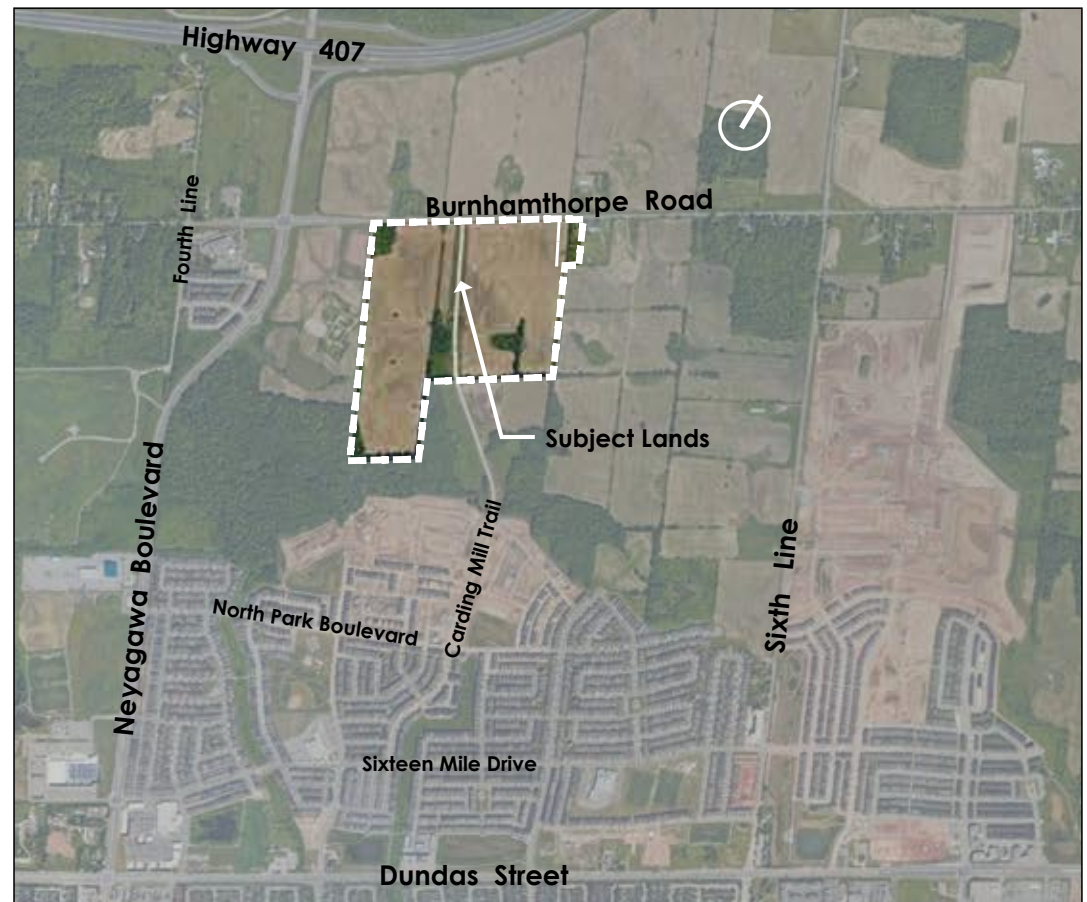 Highway 407
Burnhamthorpe Road
Fourth Line
Subject Lands
Neyagawa Boulevard
Carding Mill Trail
Sixth Line
North Park Boulevard
Sixteen Mile Drive
Dundas Street